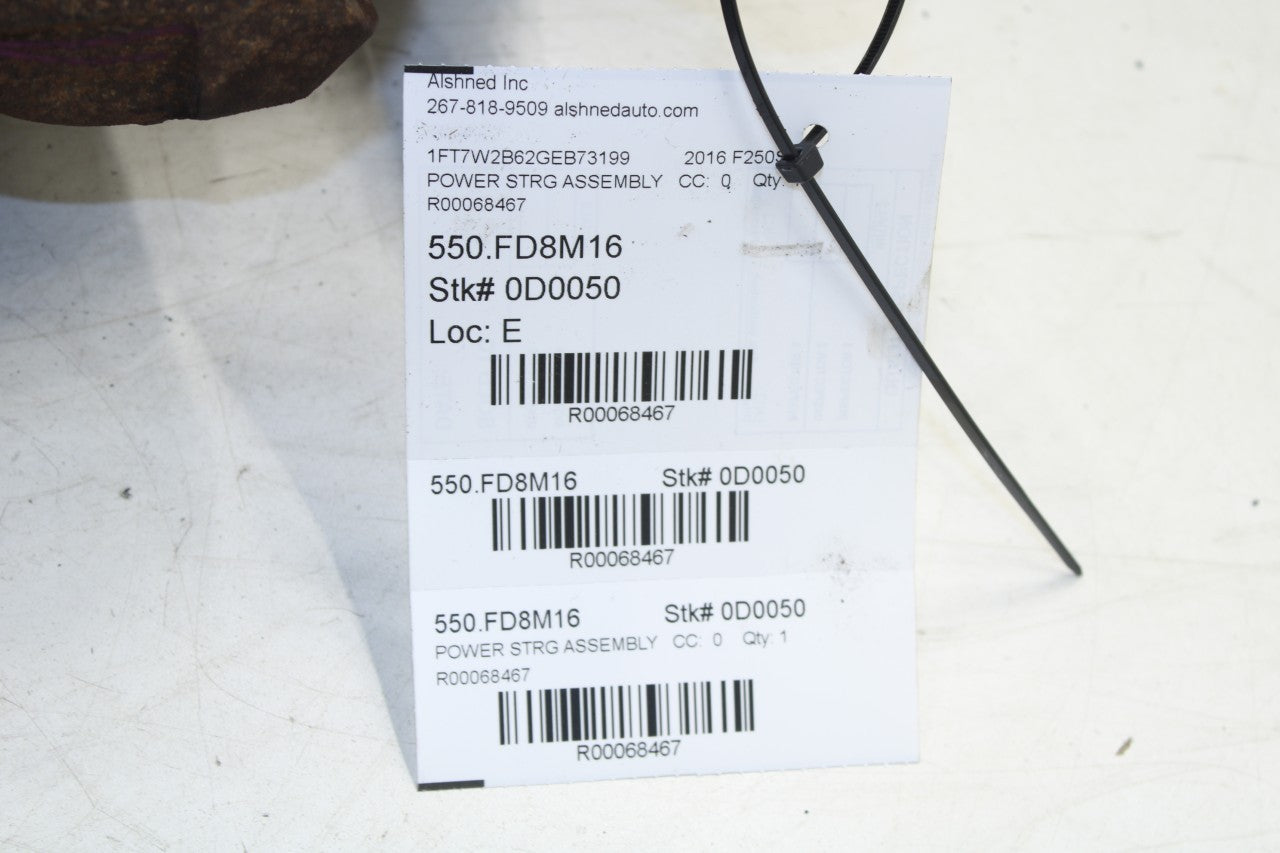 Alshned Inc
267-818-9509 alshnedauto.com
1FT7W2B62GEB73199 2016 F250S
POWER STRG ASSEMBLY CC: 0 Qty:
R00068467
550.FD8M16
Stk# 0D0050
Loc: E
R00068467
550.FD8M16 Stk# 0D0050
R00068467
550.FD8M16 Stk# 0D0050
POWER STRG ASSEMBLY CC: 0 Qty: 1
R00068467
R00068467